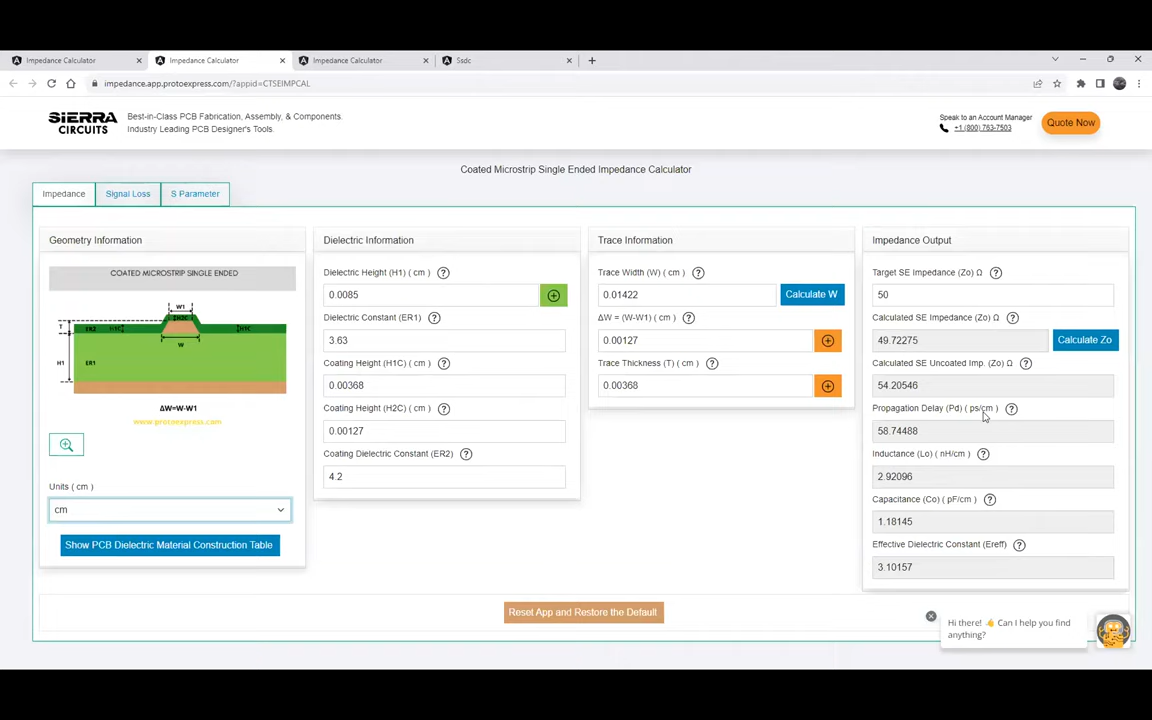 Impedance Calculator
Impedance Calculator
Impedance Calculator
Ssdc
impedance.app.protoexpress.com/?appid=CTSEIMPCAL
SIERRA
CIRCUITS
Best-in-Class PCB Fabrication, Assembly, & Components.
Industry Leading PCB Designer's Tools.
Speak to an Account Manager
+1 (800) 763-7503
Quote Now
Coated Microstrip Single Ended Impedance Calculator
Impedance
Signal Loss
S Parameter
Geometry Information
COATED MICROSTRIP SINGLE ENDED
W1
H2C
T
ER2
H1C
H1C
W
H1
ER1
ΔW=W-W1
www.protoexpress.com
Units ( cm )
cm
Show PCB Dielectric Material Construction Table
Dielectric Information
Dielectric Height (H1) ( cm )
0.0085
Dielectric Constant (ER1)
3.63
Coating Height (H1C) ( cm )
0.00368
Coating Height (H2C) ( cm )
0.00127
Coating Dielectric Constant (ER2)
4.2
Trace Information
Trace Width (W) ( cm )
0.01422
Calculate W
ΔW = (W-W1) ( cm )
0.00127
Trace Thickness (T) ( cm )
0.00368
Impedance Output
Target SE Impedance (Zo) Ω
50
Calculated SE Impedance (Zo) Ω
49.72275
Calculate Zo
Calculated SE Uncoated Imp. (Zo) Ω
54.20546
Propagation Delay (Pd) ( ps/cm )
58.74488
Inductance (Lo) ( nH/cm )
2.92096
Capacitance (Co) ( pF/cm )
1.18145
Effective Dielectric Constant (Ereff)
3.10157
Reset App and Restore the Default
Hi there! 👋 Can I help you find
anything?